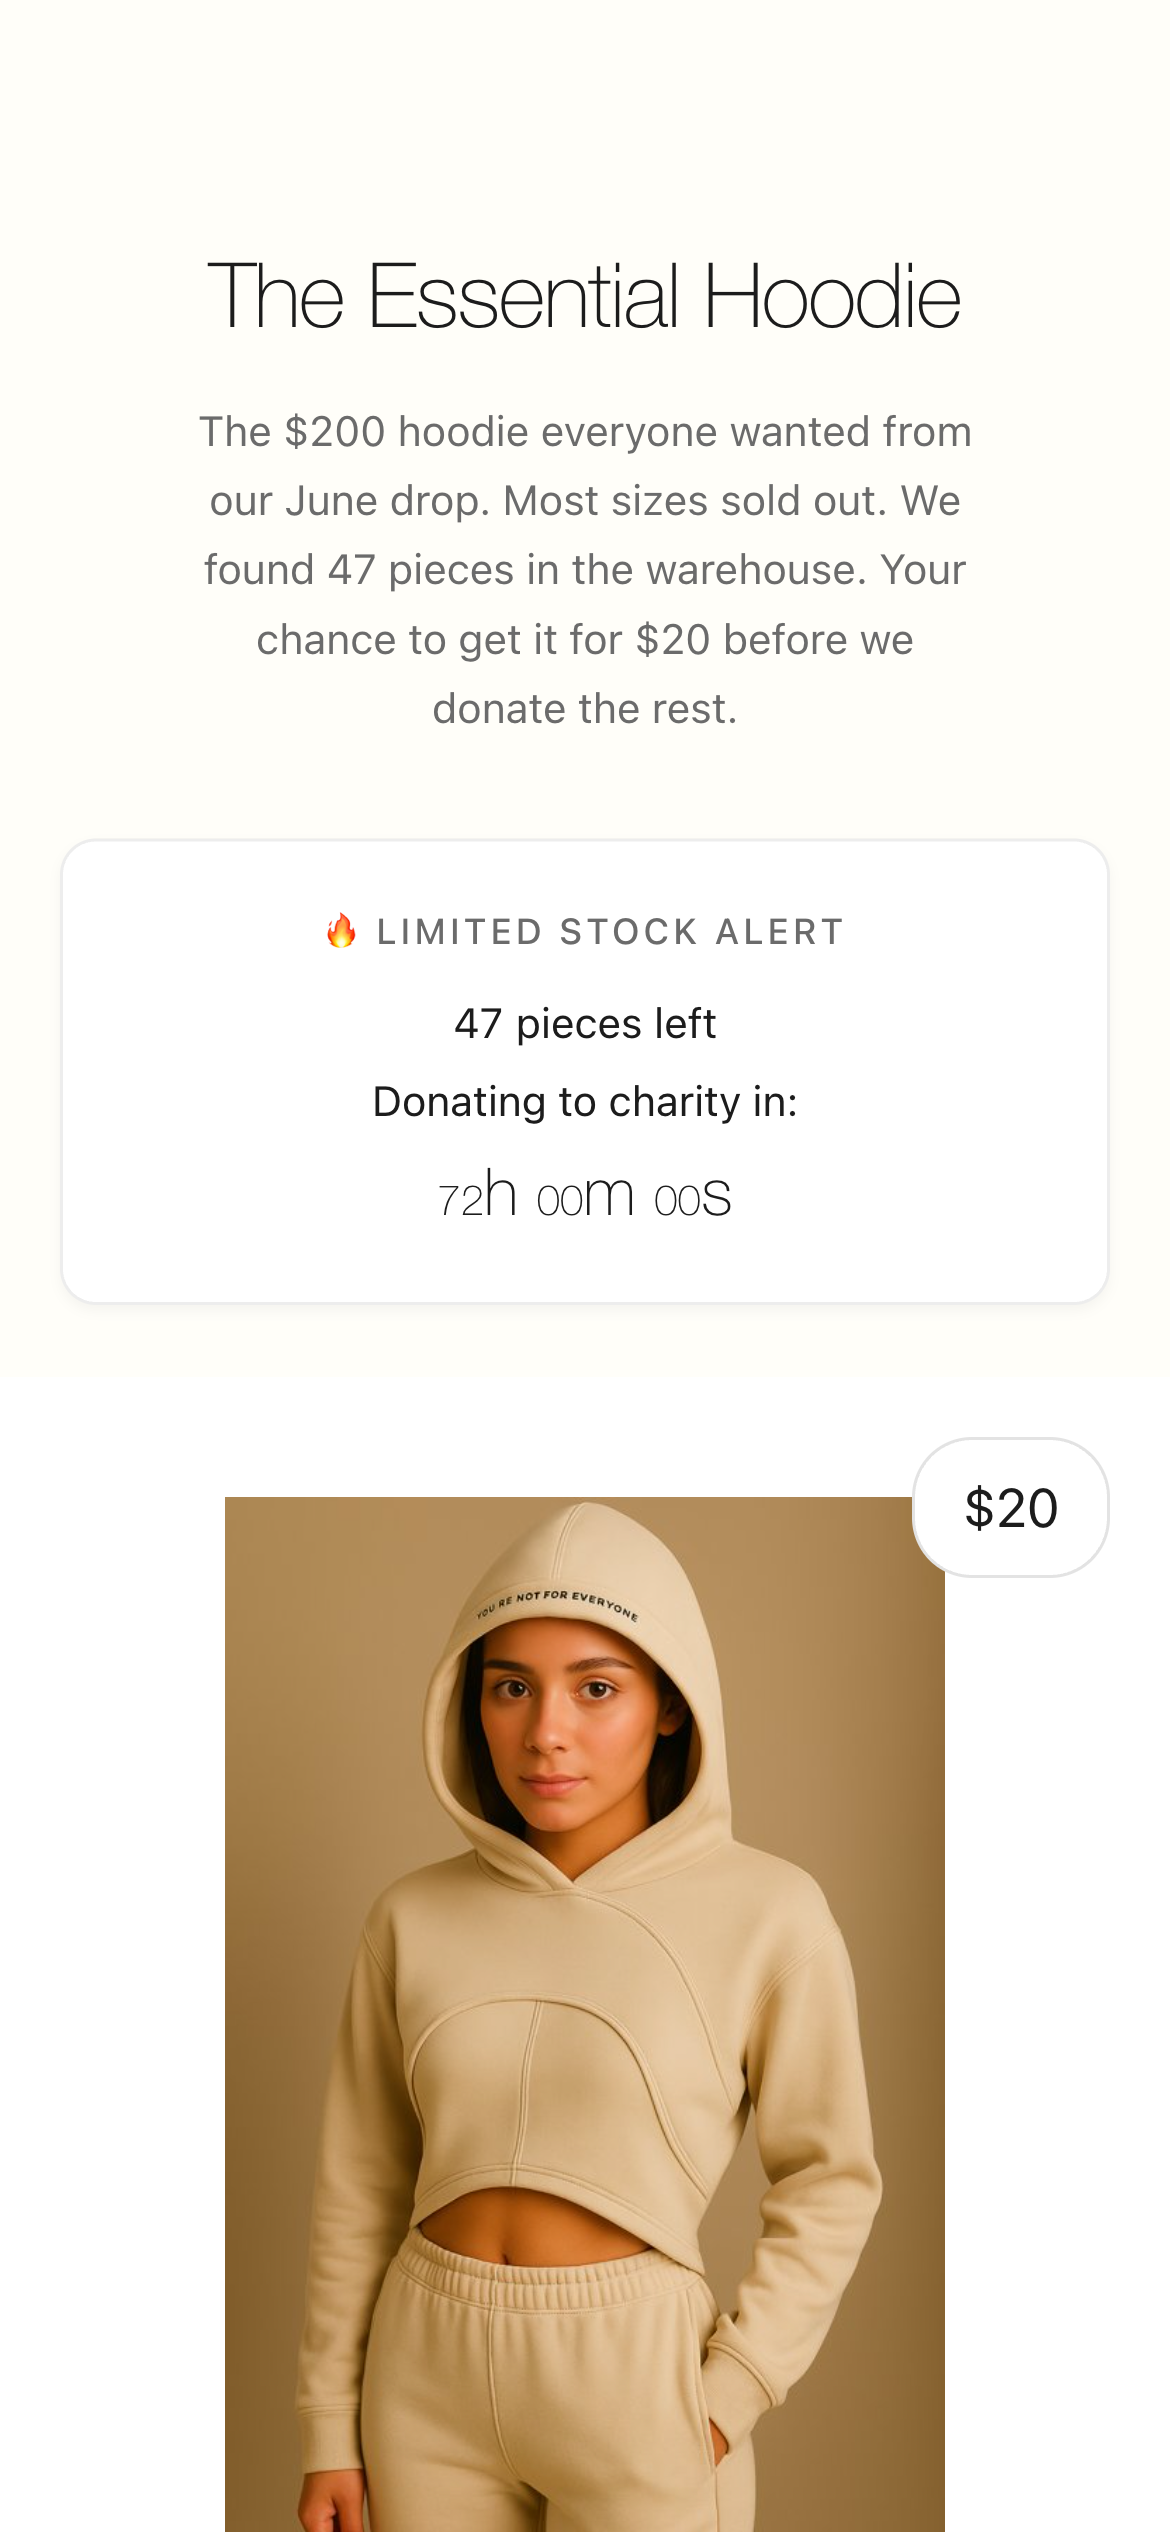 The Essential Hoodie
The $200 hoodie everyone wanted from
our June drop. Most sizes sold out. We
found 47 pieces in the warehouse. Your
chance to get it for $20 before we
donate the rest.
🔥 LIMITED STOCK ALERT
47 pieces left
Donating to charity in:
72h 00m 00s
$20
YOU RE NOT FOR EVERYONE